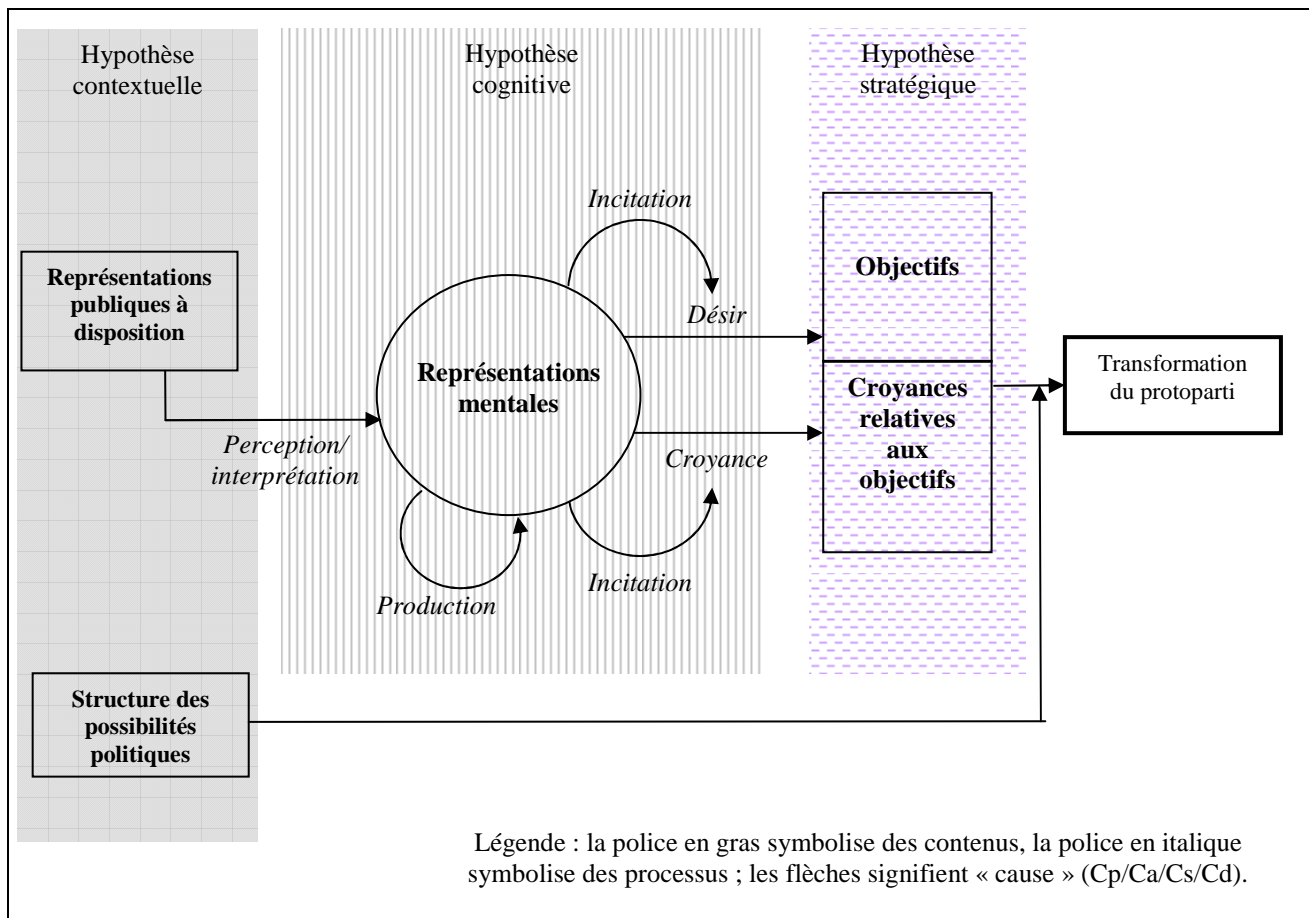 Hypothèse
contextuelle
Hypothèse
cognitive
Hypothèse
stratégique
Incitation
Représentations
publiques à
disposition
Objectifs
Désir
Représentations
mentales
Transformation
du protoparti
Croyances
relatives
aux
objectifs
Perception/
interprétation
Croyance
Production
Incitation
Structure des
possibilités
politiques
Légende : la police en gras symbolise des contenus, la police en italique
symbolise des processus ; les flèches signifient « cause » (Cp/Ca/Cs/Cd).